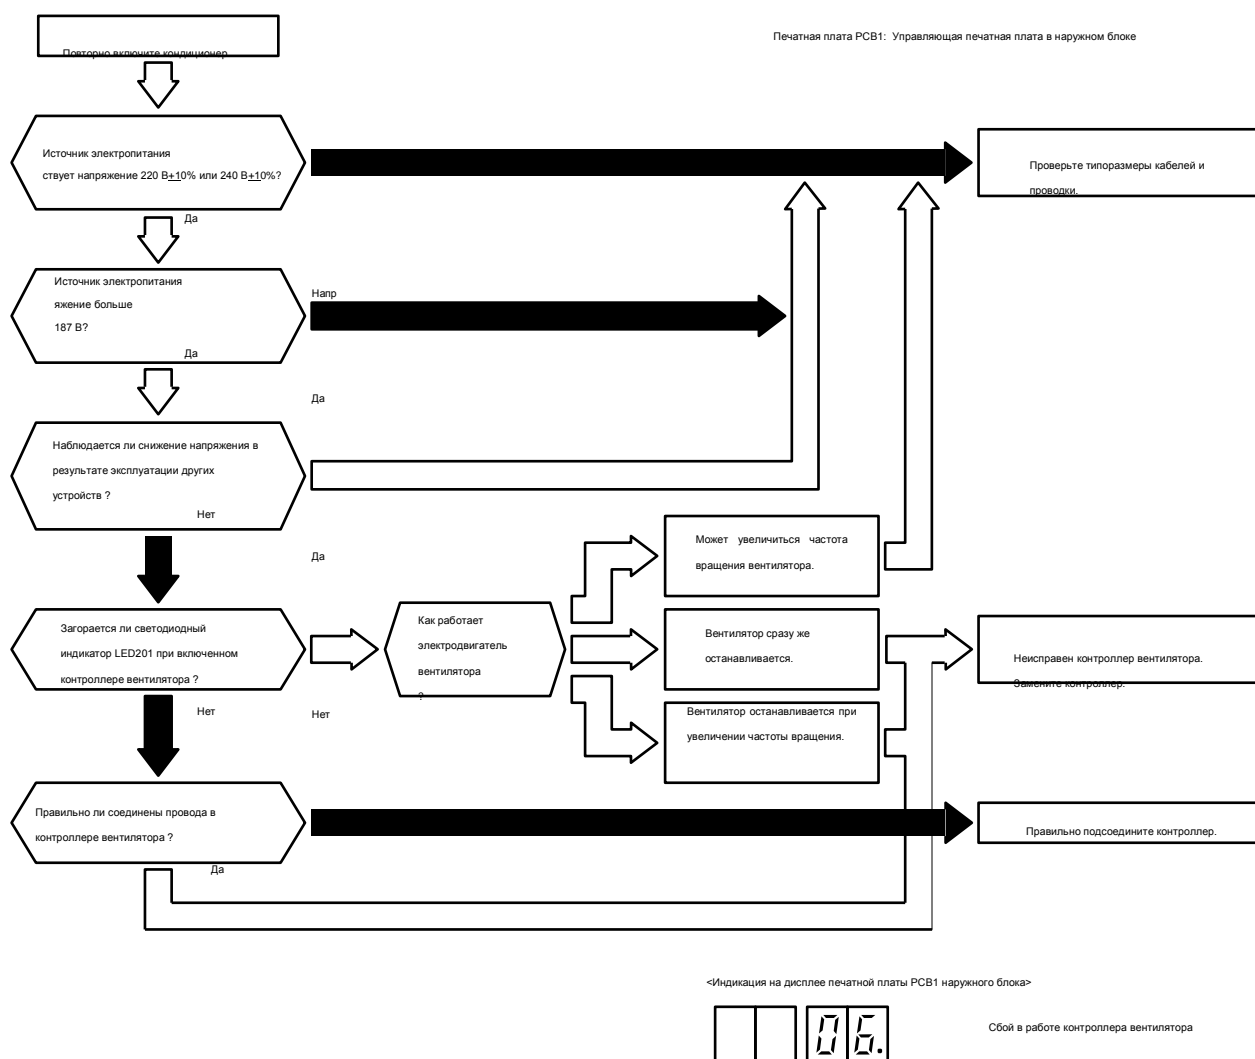 Повторно включите кондиционер
Печатная плата PCB1: Управляющая печатная плата в наружном блоке
Источник электропитания
ствует напряжение 220 В+10% или 240 В+10%?
Проверьте типоразмеры кабелей и
проводки.
Да
Источник электропитания
яжение больше
187 В?
Напр
Да
Да
Наблюдается ли снижение напряжения в
результате эксплуатации других
устройств ?
Нет
Да
Может увеличиться частота
вращения вентилятора.
Загорается ли светодиодный
индикатор LED201 при включенном
контроллере вентилятора ?
Как работает
электродвигатель
вентилятора
?
Вентилятор сразу же
останавливается.
Неисправен контроллер вентилятора.
Замените контроллер.
Нет
Нет
Вентилятор останавливается при
увеличении частоты вращения.
Правильно ли соединены провода в
контроллере вентилятора ?
Правильно подсоедините контроллер.
Да
<Индикация на дисплее печатной платы PCB1 наружного блока>
06.
Сбой в работе контроллера вентилятора